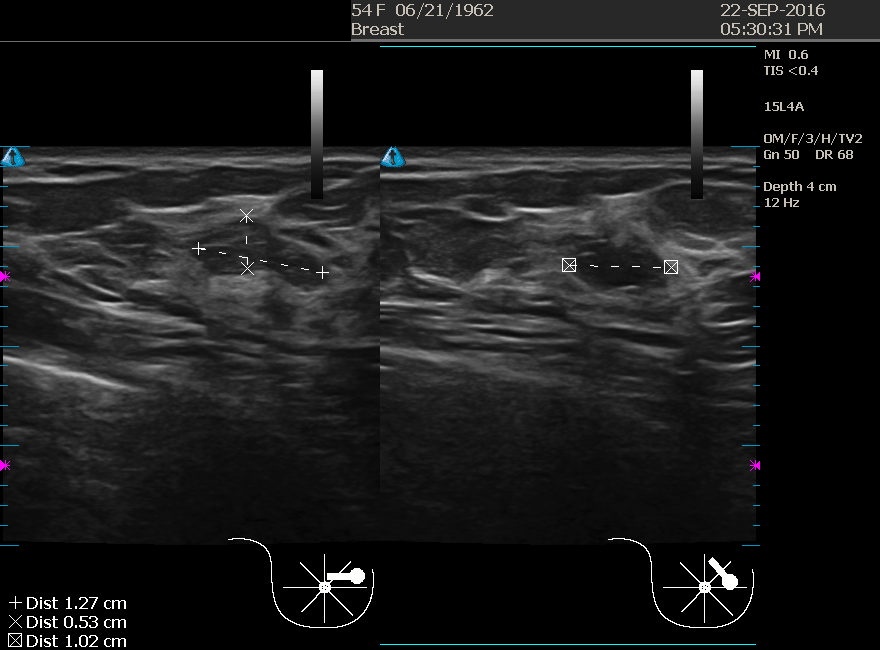 54 F 06/21/1962
22-SEP-2016
Breast
05:30:31 PM
MI 0.6
TIS <0.4
15L4A
OM/F/3/H/TV2
Gn 50 DR 68
Depth 4 cm
12 Hz
Dist 1.27 cm
Dist 0.53 cm
Dist 1.02 cm